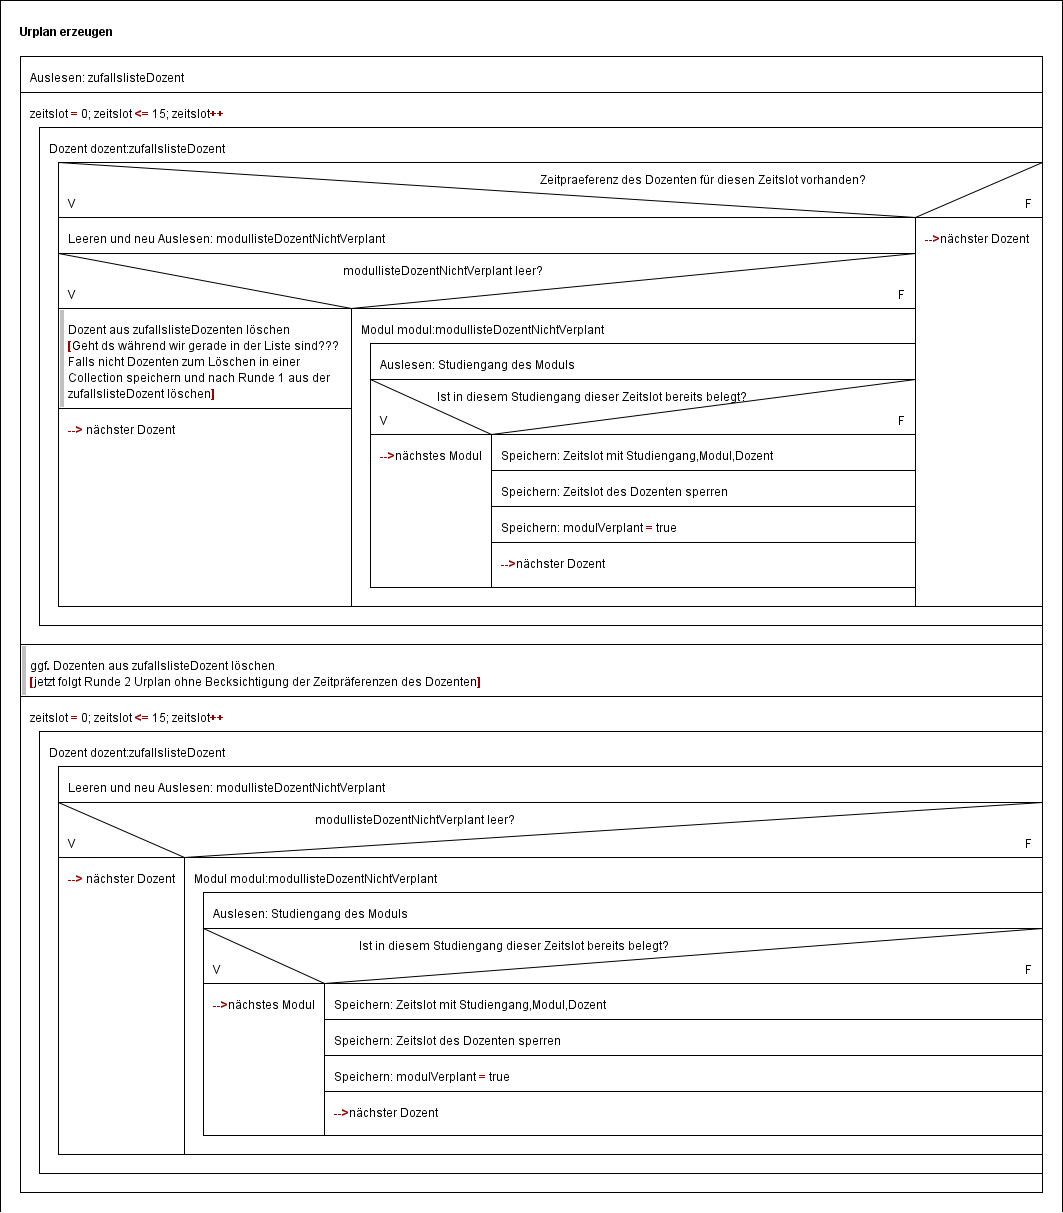 Urplan erzeugen
Auslesen: zufallslisteDozent
zeitslot = 0; zeitslot <= 15; zeitslot++
Dozent dozent:zufallslisteDozent
Zeitpraeferenz des Dozenten für diesen Zeitslot vorhanden?
V
F
Leeren und neu Auslesen: modullisteDozentNichtVerplant
-->nächster Dozent
modullisteDozentNichtVerplant leer?
V
F
Dozent aus zufallslisteDozenten löschen
[Geht ds während wir gerade in der Liste sind???
Falls nicht Dozenten zum Löschen in einer
Collection speichern und nach Runde 1 aus der
zufallslisteDozent löschen]
--> nächster Dozent
Modul modul:modullisteDozentNichtVerplant
Auslesen: Studiengang des Moduls
Ist in diesem Studiengang dieser Zeitslot bereits belegt?
V
F
-->nächstes Modul
Speichern: Zeitslot mit Studiengang,Modul,Dozent
Speichern: Zeitslot des Dozenten sperren
Speichern: modulVerplant = true
-->nächster Dozent
ggf. Dozenten aus zufallslisteDozent löschen
[jetzt folgt Runde 2 Urplan ohne Becksichtigung der Zeitpräferenzen des Dozenten]
zeitslot = 0; zeitslot <= 15; zeitslot++
Dozent dozent:zufallslisteDozent
Leeren und neu Auslesen: modullisteDozentNichtVerplant
modullisteDozentNichtVerplant leer?
V
F
--> nächster Dozent
Modul modul:modullisteDozentNichtVerplant
Auslesen: Studiengang des Moduls
Ist in diesem Studiengang dieser Zeitslot bereits belegt?
V
F
-->nächstes Modul
Speichern: Zeitslot mit Studiengang,Modul,Dozent
Speichern: Zeitslot des Dozenten sperren
Speichern: modulVerplant = true
-->nächster Dozent